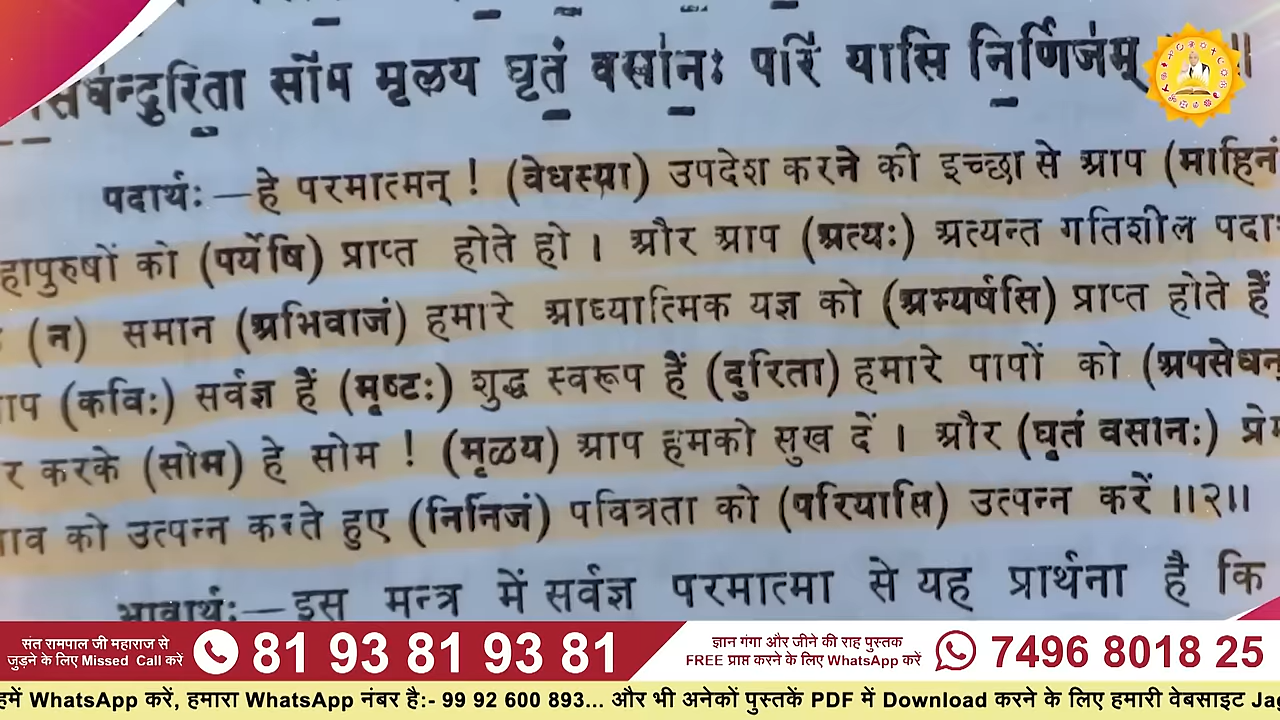 सोम मृळय घृतं वसानः परि यासि निर्णिजम्
पदार्थः—हे परमात्मन् ! (वेधस्या) उपदेश करने की इच्छा से आप (माहिनं
हापुरुषों को (पर्येषि) प्राप्त होते हो । और आप (अत्यः) अत्यन्त गतिशील पदा
(न) समान (अभिवाजं) हमारे आध्यात्मिक यज्ञ को (अभ्यर्षसि) प्राप्त होते हैं
ाप (कविः) सर्वज्ञ हैं (मृष्टः) शुद्ध स्वरूप हैं (दुरिता) हमारे पापों को (अपसेधन्
र करके (सोम) हे सोम ! (मृळय) आप हमको सुख दें । और (घृतं वसानः) प्रे
ाव को उत्पन्न करते हुए (निर्निजं) पवित्रता को (परियासि) उत्पन्न करें ॥२॥
भावार्थः—इस मन्त्र में सर्वज्ञ परमात्मा से यह प्रार्थना है कि
संत रामपाल जी महाराज से
जुड़ने के लिए Missed Call करें
81 93 81 93 81
ज्ञान गंगा और जीने की राह पुस्तक
FREE प्राप्त करने के लिए WhatsApp करें
7496 8018 25
हमें WhatsApp करें, हमारा WhatsApp नंबर है:- 99 92 600 893... और भी अनेकों पुस्तकें PDF में Download करने के लिए हमारी वेबसाइट Jag